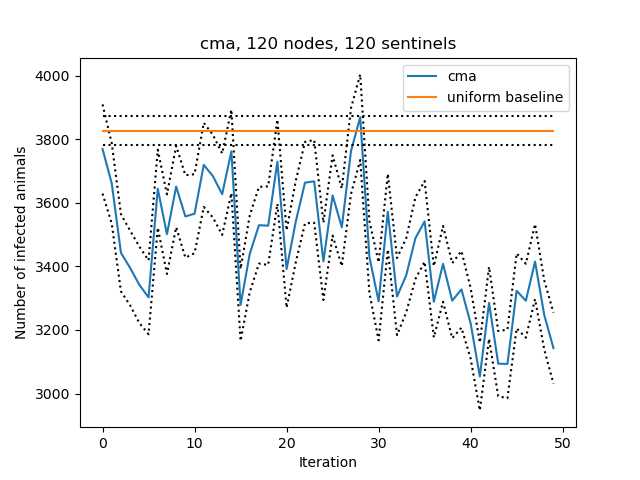 cma, 120 nodes, 120 sentinels
cma
uniform baseline
Number of infected animals
4000
3800
3600
3400
3200
3000
0
10
20
30
40
50
Iteration